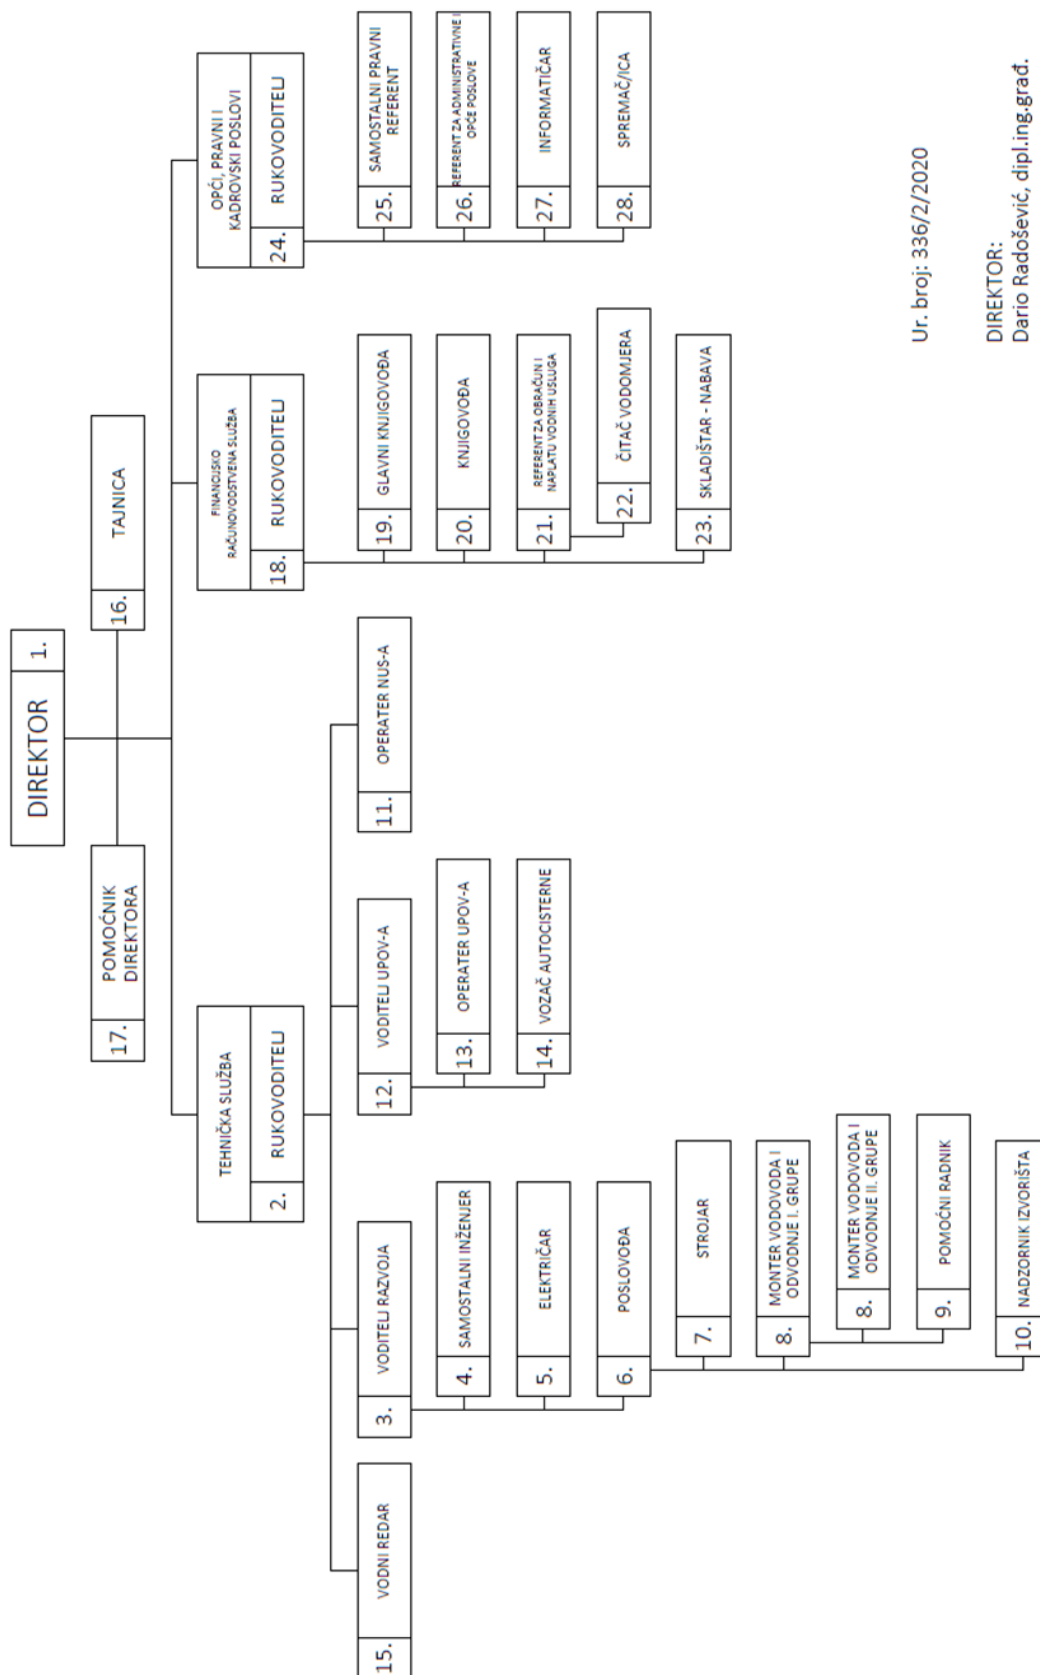 DIREKTOR
1.
POMOĆNIK
DIREKTORA
17.
TAJNICA
16.
TEHNIČKA SLUŽBA
RUKOVODITELJ
2.
FINANCIJSKO
RAČUNOVODSTVENA SLUŽBA
RUKOVODITELJ
18.
OPĆI, PRAVNI I
KADROVSKI POSLOVI
RUKOVODITELJ
24.
VODNI REDAR
15.
VODITELJ RAZVOJA
3.
SAMOSTALNI INŽENJER
4.
ELEKTRIČAR
5.
POSLOVOĐA
6.
STROJAR
7.
MONTER VODOVODA I
ODVODNJE I. GRUPE
8.
MONTER VODOVODA I
ODVODNJE II. GRUPE
8.
POMOĆNI RADNIK
9.
NADZORNIK IZVORIŠTA
10.
VODITELJ UPOV-A
12.
OPERATER UPOV-A
13.
VOZAČ AUTOCISTERNE
14.
OPERATER NUS-A
11.
GLAVNI KNJIGOVOĐA
19.
KNJIGOVOĐA
20.
REFERENT ZA OBRAČUN I
NAPLATU VODNIH USLUGA
21.
ČITAČ VODOMJERA
22.
SKLADIŠTAR - NABAVA
23.
SAMOSTALNI PRAVNI
REFERENT
25.
REFERENT ZA ADMINISTRATIVNE I
OPĆE POSLOVE
26.
INFORMATIČAR
27.
SPREMAČ/ICA
28.
Ur. broj: 336/2/2020
DIREKTOR:
Dario Radošević, dipl.ing.građ.